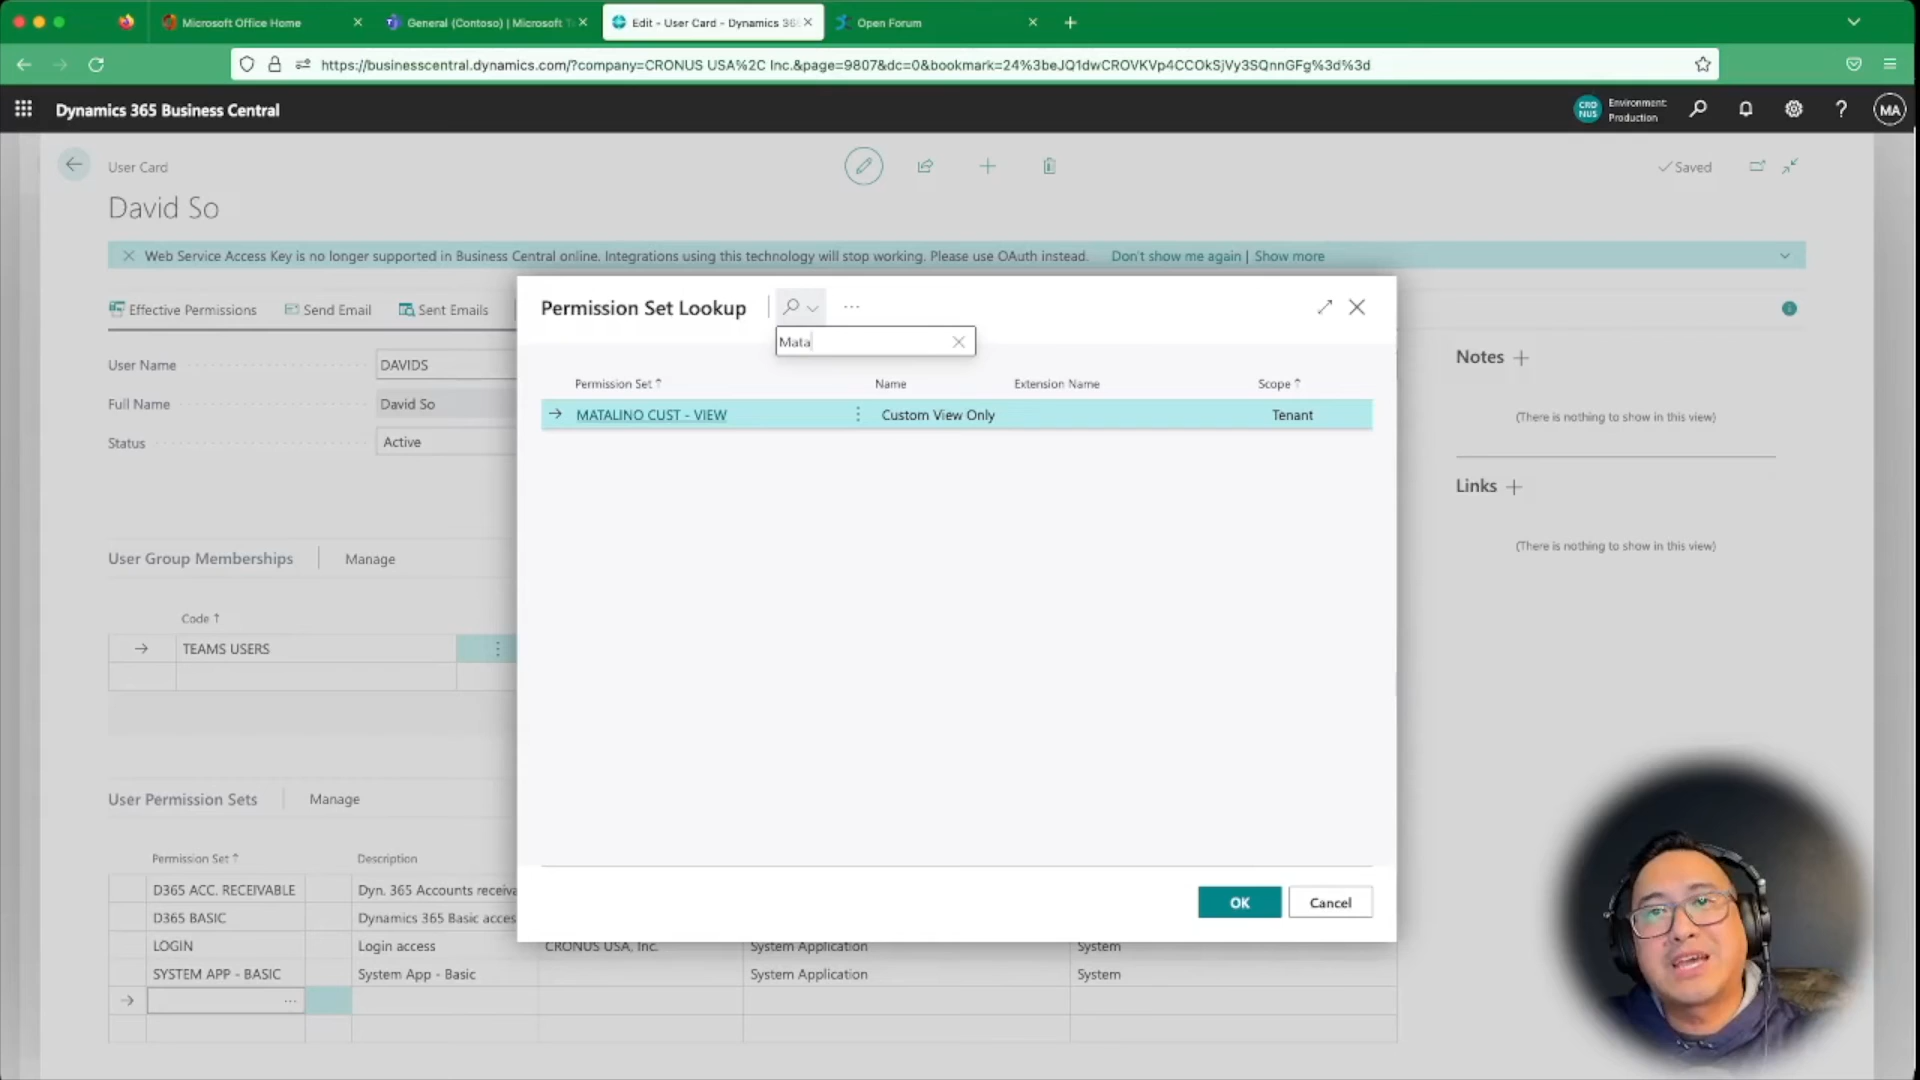 Microsoft Office Home
General (Contoso) | Microsoft T
Edit - User Card - Dynamics 36
Open Forum
https://businesscentral.dynamics.com/?company=CRONUS USA%2C Inc.&page=9807&dc=0&bookmark=24%3beJQ1dwCROVKVp4CCOkSjVy3SQnnGFg%3d%3d
Dynamics 365 Business Central
CRO
NUS
Environment:
Production
MA
User Card
Saved
David So
Web Service Access Key is no longer supported in Business Central online. Integrations using this technology will stop working. Please use OAuth instead. Don't show me again | Show more
Effective Permissions
Send Email
Sent Emails
User Name
DAVIDS
Full Name
David So
Status
Active
Permission Set Lookup
Mata
Permission Set
Name
Extension Name
Scope
MATALINO CUST - VIEW
Custom View Only
Tenant
OK
Cancel
Notes
(There is nothing to show in this view)
Links
(There is nothing to show in this view)
User Group Memberships
Manage
Code
TEAMS USERS
User Permission Sets
Manage
Permission Set
Description
D365 ACC. RECEIVABLE
Dyn. 365 Accounts receiva
D365 BASIC
Dynamics 365 Basic acces
LOGIN
Login access
CRONUS USA, Inc.
System Application
System
SYSTEM APP - BASIC
System App - Basic
System Application
System